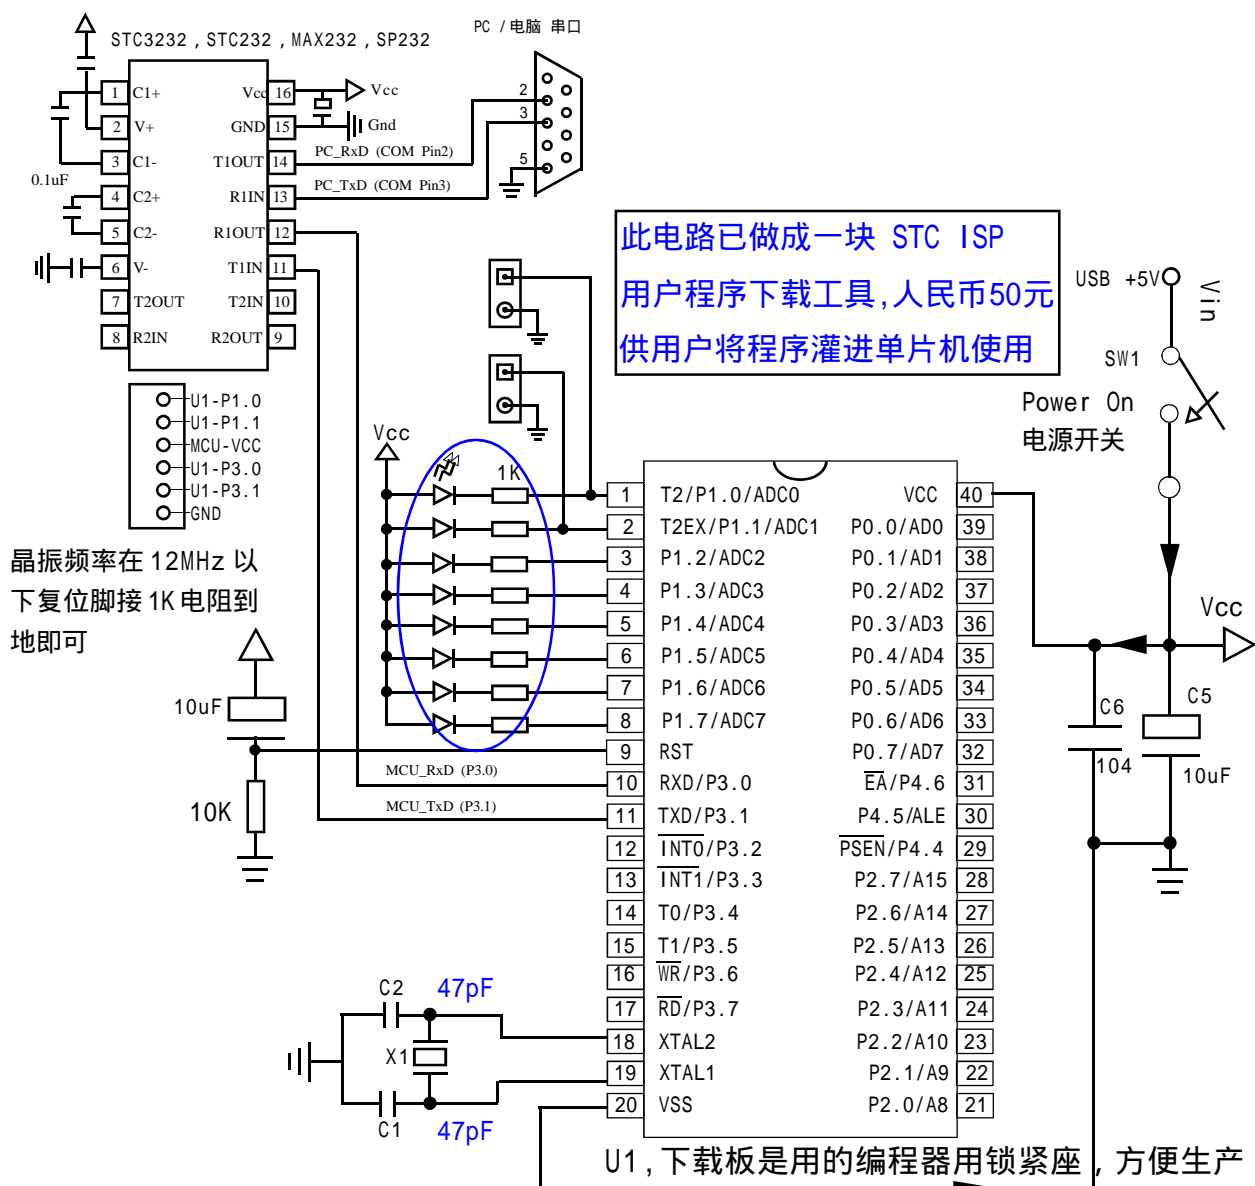 STC3232,STC232,MAX232,SP232
PC /电脑 串口
1 C1+ Vcc 16 Vcc
2 V+ GND 15 Gnd
3 C1- T1OUT 14 PC_RxD (COM Pin2)
0.1uF
4 C2+ R1IN 13 PC_TxD (COM Pin3)
5 C2- R1OUT 12
6 V- T1IN 11
7 T2OUT T2IN 10
8 R2IN R2OUT 9
2
3
5
此电路已做成一块 STC ISP
用户程序下载工具,人民币50元
供用户将程序灌进单片机使用
USB +5V
Vin
SW1
Power On
电源开关
U1-P1.0
U1-P1.1
MCU-VCC
U1-P3.0
U1-P3.1
GND
晶振频率在 12MHz 以
下复位脚接 1K 电阻到
地即可
10uF
10K
Vcc
1K
MCU_RxD (P3.0)
MCU_TxD (P3.1)
1 T2/P1.0/ADC0 VCC 40
2 T2EX/P1.1/ADC1 P0.0/AD0 39
3 P1.2/ADC2 P0.1/AD1 38
4 P1.3/ADC3 P0.2/AD2 37
5 P1.4/ADC4 P0.3/AD3 36
6 P1.5/ADC5 P0.4/AD4 35
7 P1.6/ADC6 P0.5/AD5 34
8 P1.7/ADC7 P0.6/AD6 33
9 RST P0.7/AD7 32
10 RXD/P3.0 EA/P4.6 31
11 TXD/P3.1 P4.5/ALE 30
12 INT0/P3.2 PSEN/P4.4 29
13 INT1/P3.3 P2.7/A15 28
14 T0/P3.4 P2.6/A14 27
15 T1/P3.5 P2.5/A13 26
16 WR/P3.6 P2.4/A12 25
17 RD/P3.7 P2.3/A11 24
18 XTAL2 P2.2/A10 23
19 XTAL1 P2.1/A9 22
20 VSS P2.0/A8 21
Vcc
C6
104
C5
10uF
C2 47pF
X1
C1 47pF
U1,下载板是用的编程器用锁紧座,方便生产